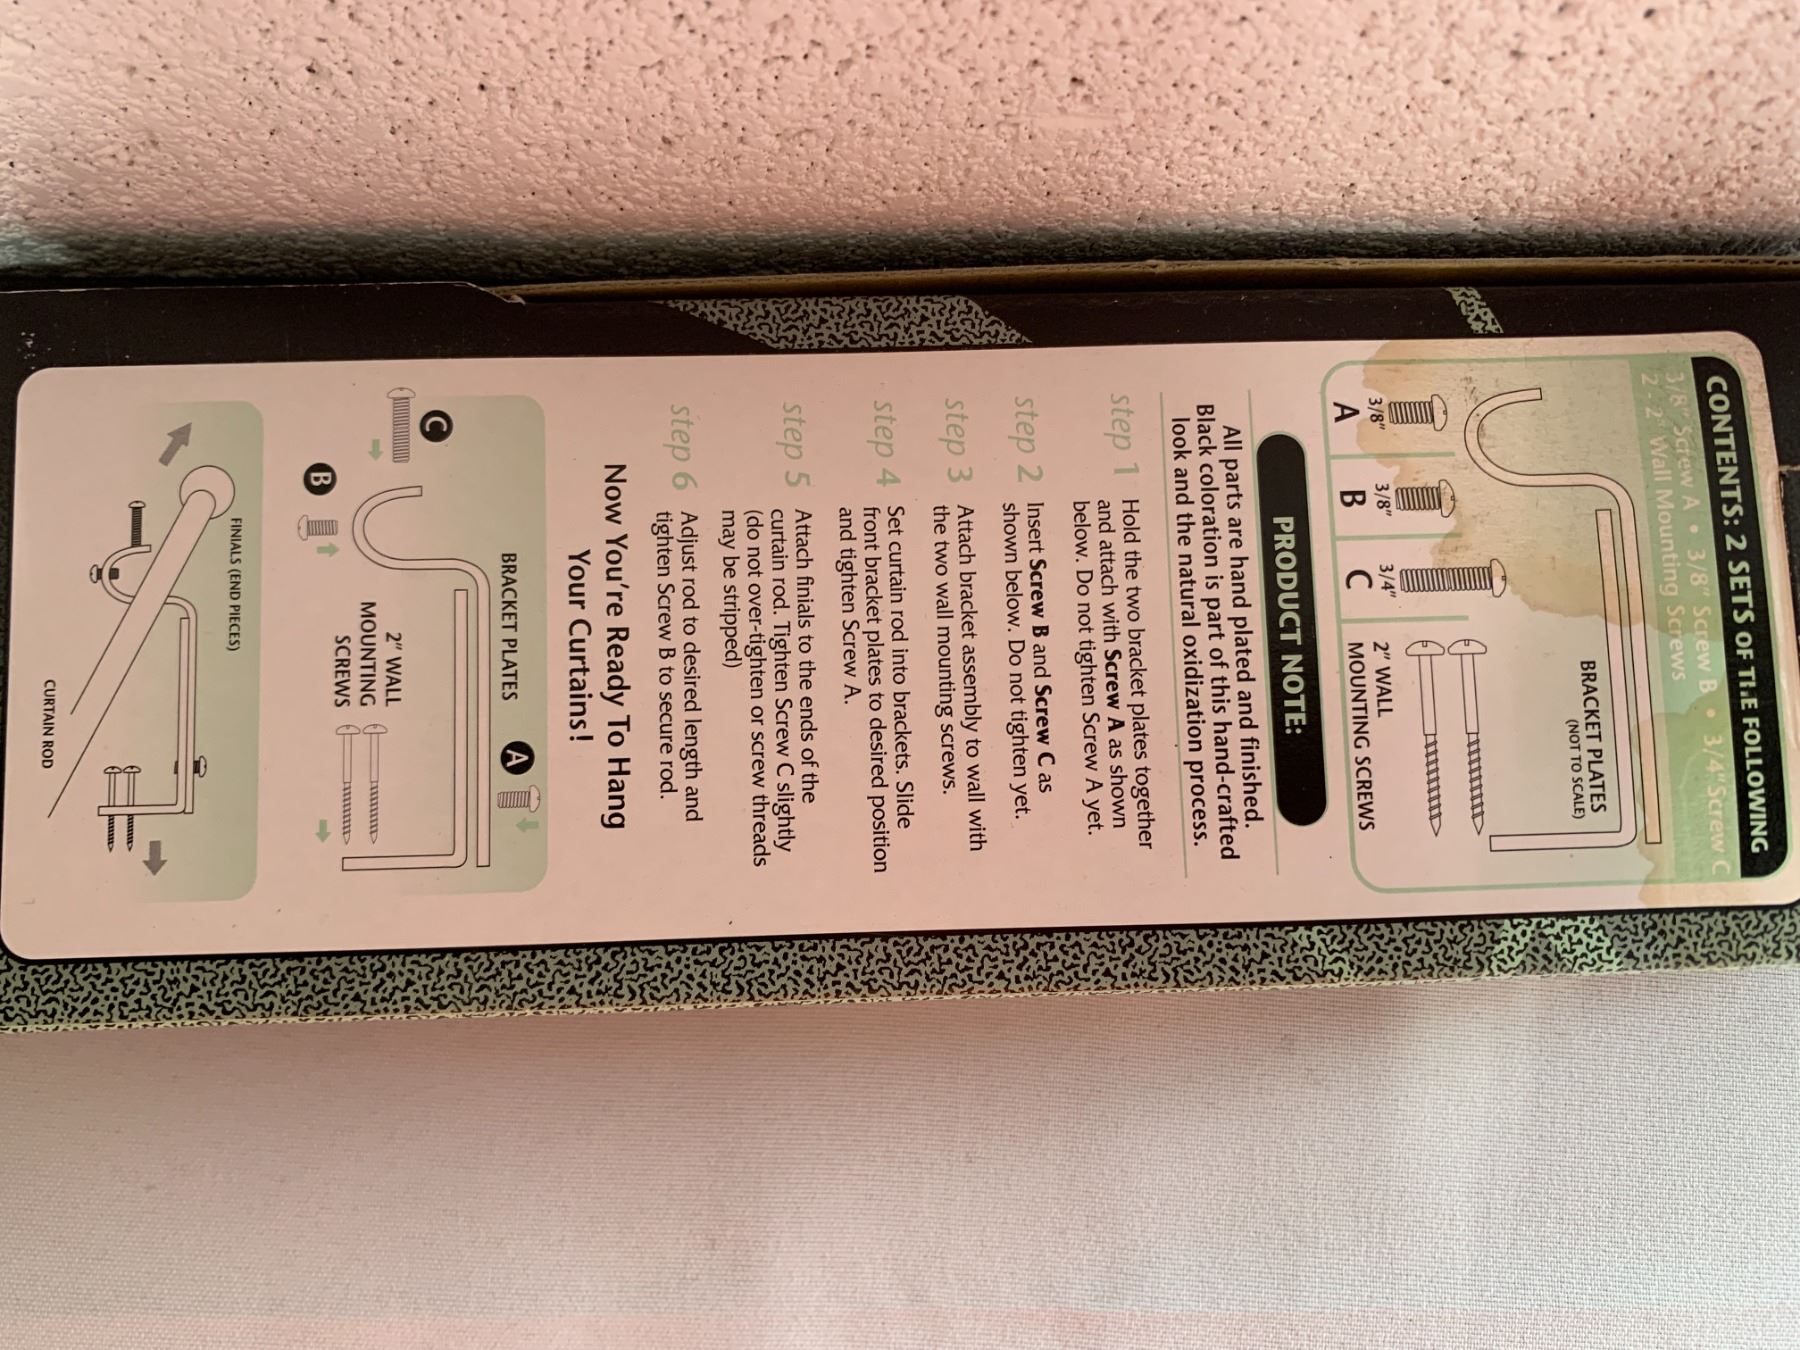 CONTENTS: 2 SETS OF THE FOLLOWING
3/8" Screw A • 3/8" Screw B • 3/4" Screw C
2 - 2" Wall Mounting Screws
BRACKET PLATES
(NOT TO SCALE)
3/8"
A
3/8"
B
3/4"
C
2" WALL
MOUNTING SCREWS
PRODUCT NOTE:
All parts are hand plated and finished.
Black coloration is part of this hand-crafted
look and the natural oxidization process.
step 1 Hold the two bracket plates together
and attach with Screw A as shown
below. Do not tighten Screw A yet.
step 2 Insert Screw B and Screw C as
shown below. Do not tighten yet.
step 3 Attach bracket assembly to wall with
the two wall mounting screws.
step 4 Set curtain rod into brackets. Slide
front bracket plates to desired position
and tighten Screw A.
step 5 Attach finials to the ends of the
curtain rod. Tighten Screw C slightly
(do not over-tighten or screw threads
may be stripped)
step 6 Adjust rod to desired length and
tighten Screw B to secure rod.
Now You're Ready To Hang
Your Curtains!
A
BRACKET PLATES
C
2" WALL
MOUNTING
SCREWS
B
FINIALS (END PIECES)
CURTAIN ROD